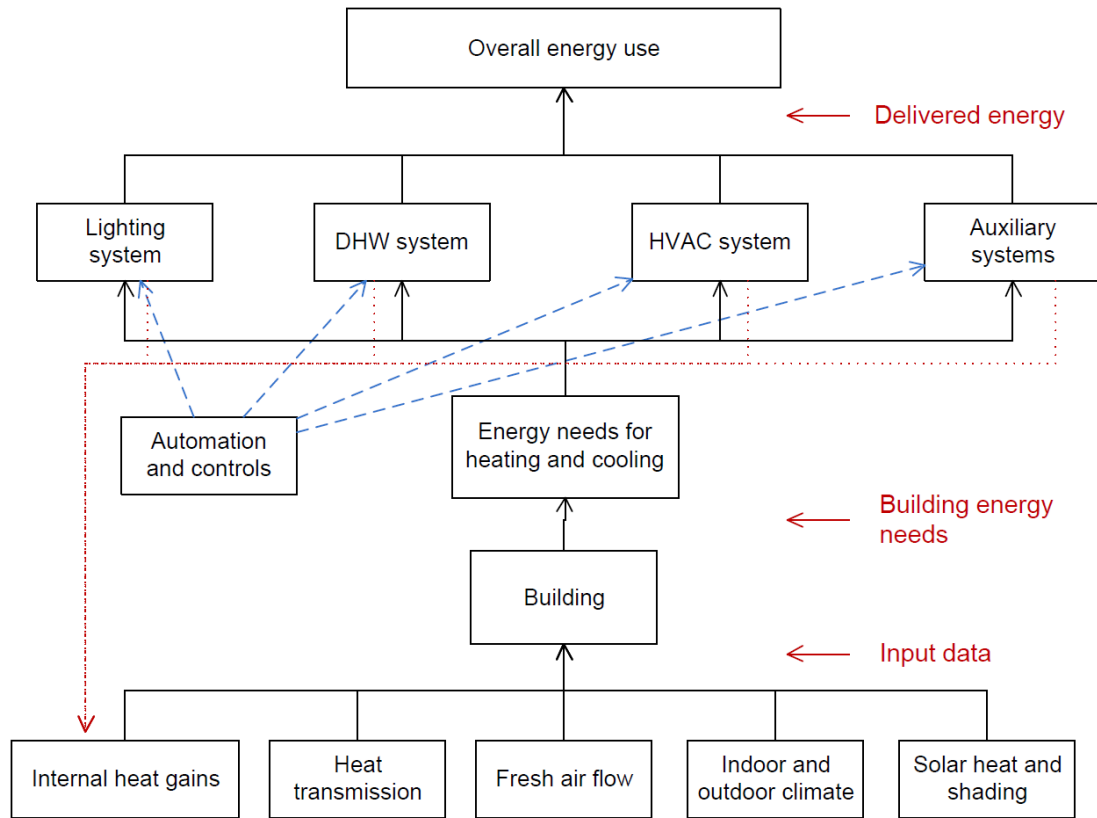 Overall energy use
Delivered energy
Lighting
system
DHW system
HVAC system
Auxiliary
systems
Automation
and controls
Energy needs for
heating and cooling
Building energy
needs
Building
Input data
Internal heat gains
Heat
transmission
Fresh air flow
Indoor and
outdoor climate
Solar heat and
shading